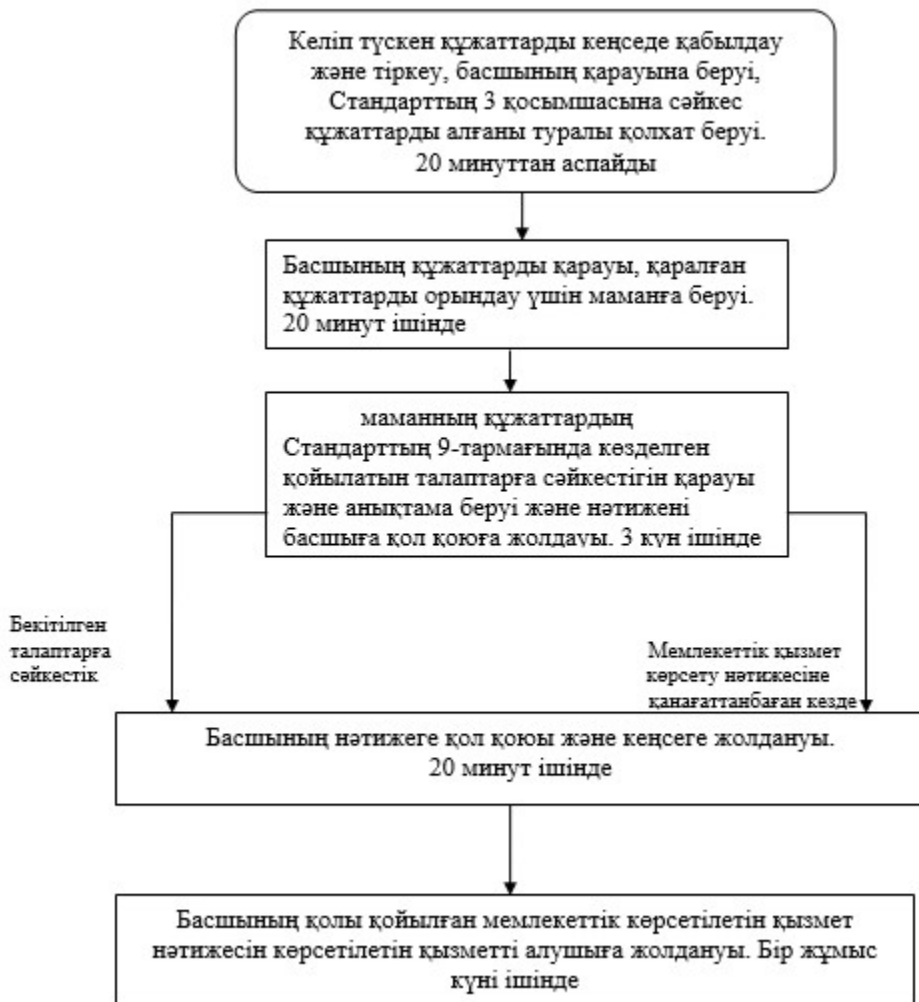 Келіп түскен құжаттарды кеңседе қабылдау
және тіркеу, басшының қарауына беруі,
Стандарттың 3 қосымшасына сәйкес
құжаттарды алғаны туралы қолхат беруі.
20 минуттан аспайды
Басшының құжаттарды қарауы, қаралған
құжаттарды орындау үшін маманға беруі.
20 минут ішінде
маманның құжаттардың
Стандарттың 9-тармағында көзделген
қойылатын талаптарға сәйкестігін қарауы
және анықтама беруі және нәтижені
басшыға қол қоюға жолдауы. 3 күн ішінде
Бекітілген
талаптарға
сәйкестік
Мемлекеттік қызмет
көрсету нәтижесіне
қанағаттанбаған кезде
Басшының нәтижеге қол қоюы және кеңсеге жолдануы.
20 минут ішінде
Басшының қолы қойылған мемлекеттік көрсетілетін қызмет
нәтижесін көрсетілетін қызметті алушыға жолдануы. Бір жұмыс
күні ішінде